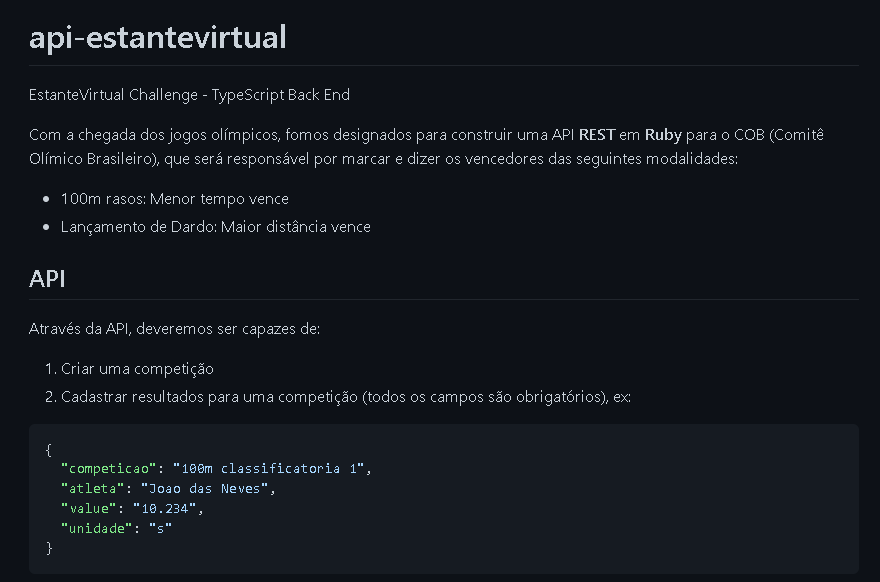 api-estantevirtual
EstanteVirtual Challenge - TypeScript Back End
Com a chegada dos jogos olímpicos, fomos designados para construir uma API REST em Ruby para o COB (Comitê
Olímpico Brasileiro), que será responsável por marcar e dizer os vencedores das seguintes modalidades:
• 100m rasos: Menor tempo vence
• Lançamento de Dardo: Maior distância vence
API
Através da API, deveremos ser capazes de:
1. Criar uma competição
2. Cadastrar resultados para uma competição (todos os campos são obrigatórios), ex:
{
"competicao": "100m classificatoria 1",
"atleta": "Joao das Neves",
"value": "10.234",
"unidade": "s"
}